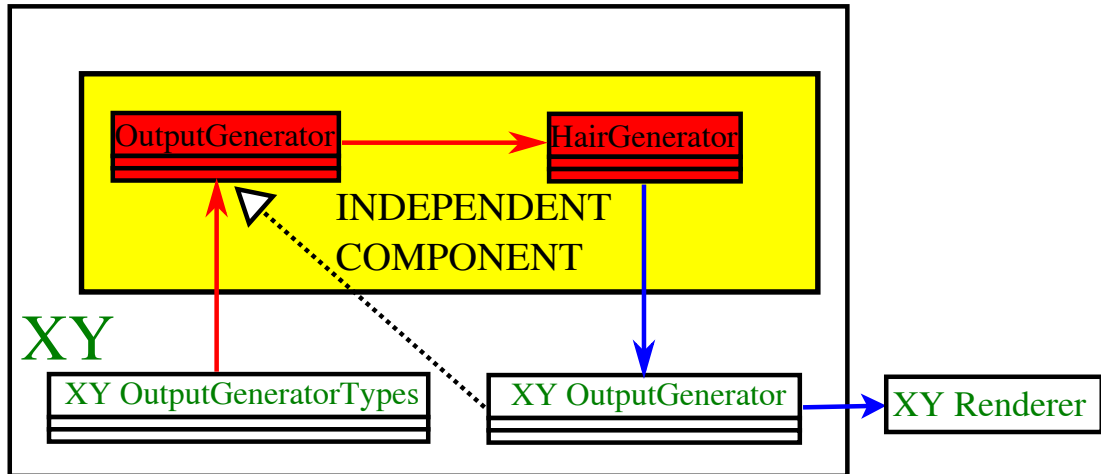 OutputGenerator
HairGenerator
INDEPENDENT
COMPONENT
XY
XY OutputGeneratorTypes
XY OutputGenerator
XY Renderer